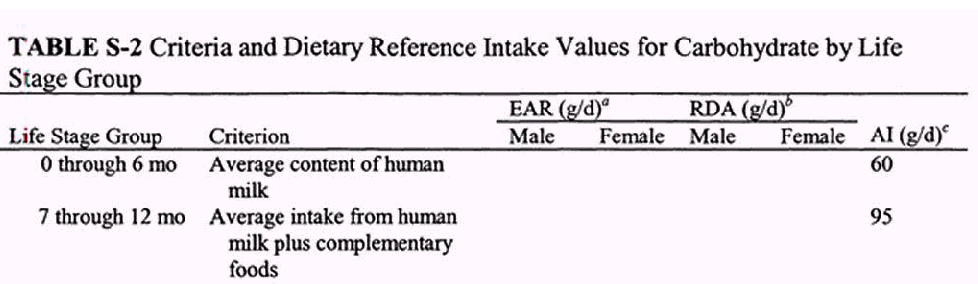 TABLE S-2 Criteria and Dietary Reference Intake Values for Carbohydrate by Life
Stage Group
EAR (g/d)a RDA (g/d)b
Life Stage Group Criterion Male Female Male Female AI (g/d)c
0 through 6 mo Average content of human 60
milk
7 through 12 mo Average intake from human 95
milk plus complementary
foods